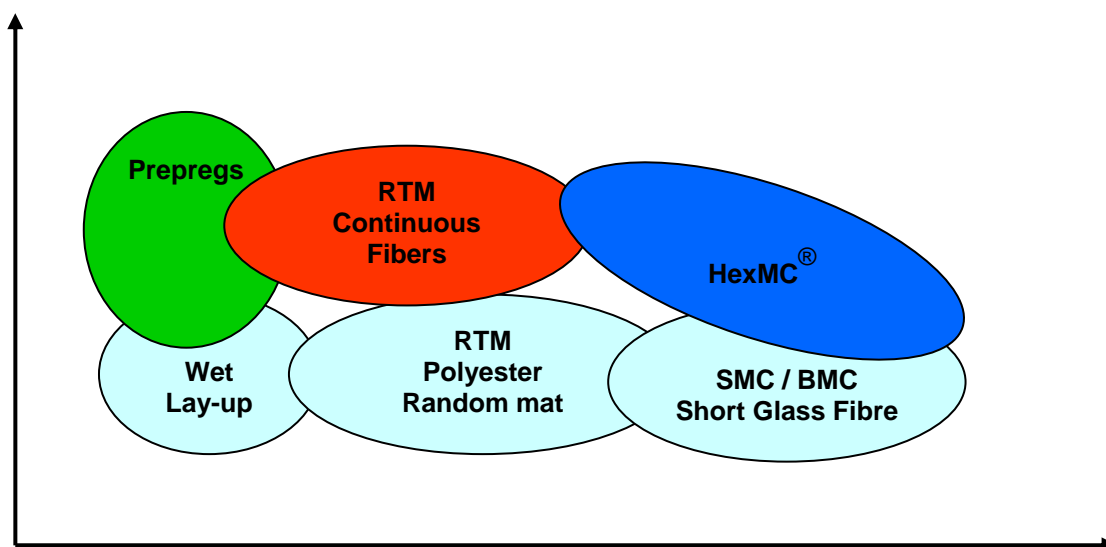 Prepregs
RTM
Continuous
Fibers
HexMC®
Wet
Lay-up
RTM
Polyester
Random mat
SMC / BMC
Short Glass Fibre